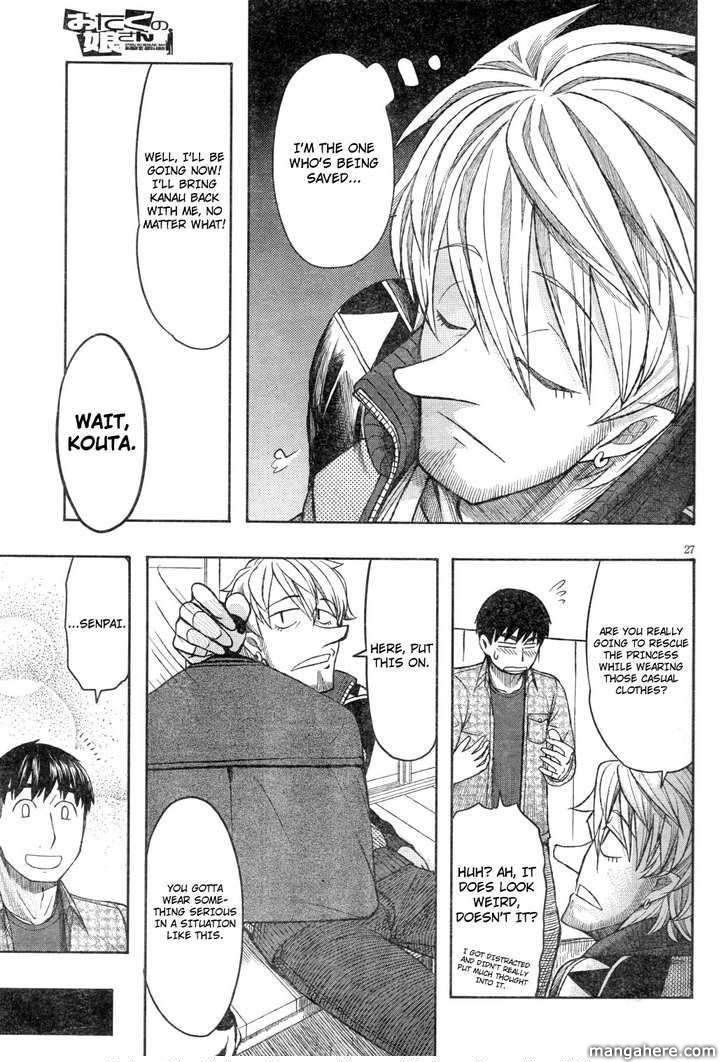 おたくの
娘さん
I'M THE ONE
WHO'S BEING
SAVED...
WELL, I'LL BE
GOING NOW!
I'LL BRING
KANAU BACK
WITH ME, NO
MATTER WHAT!
WAIT,
KOUTA.
27
ARE YOU REALLY
GOING TO RESCUE
THE PRINCESS
WHILE WEARING
THOSE CASUAL
CLOTHES?
HUH? AH, IT
DOES LOOK
WEIRD,
DOESN'T IT?
I GOT DISTRACTED
AND DIDN'T REALLY
PUT MUCH THOUGHT
INTO IT.
HERE, PUT
THIS ON.
YOU GOTTA
WEAR SOME-
THING SERIOUS
IN A SITUATION
LIKE THIS.
...SENPAI.
mangahere.com